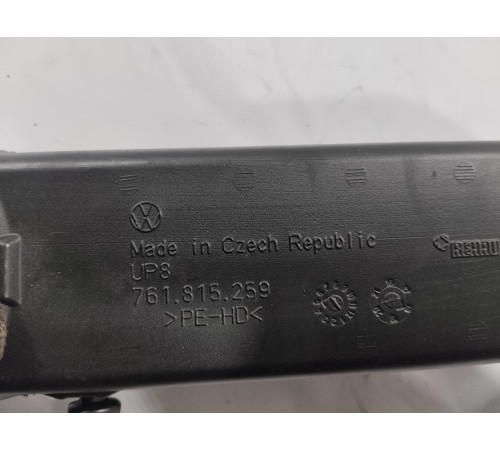 Made in Czech Republic
REHAU
UP8
761.815.259
>PE-HD<